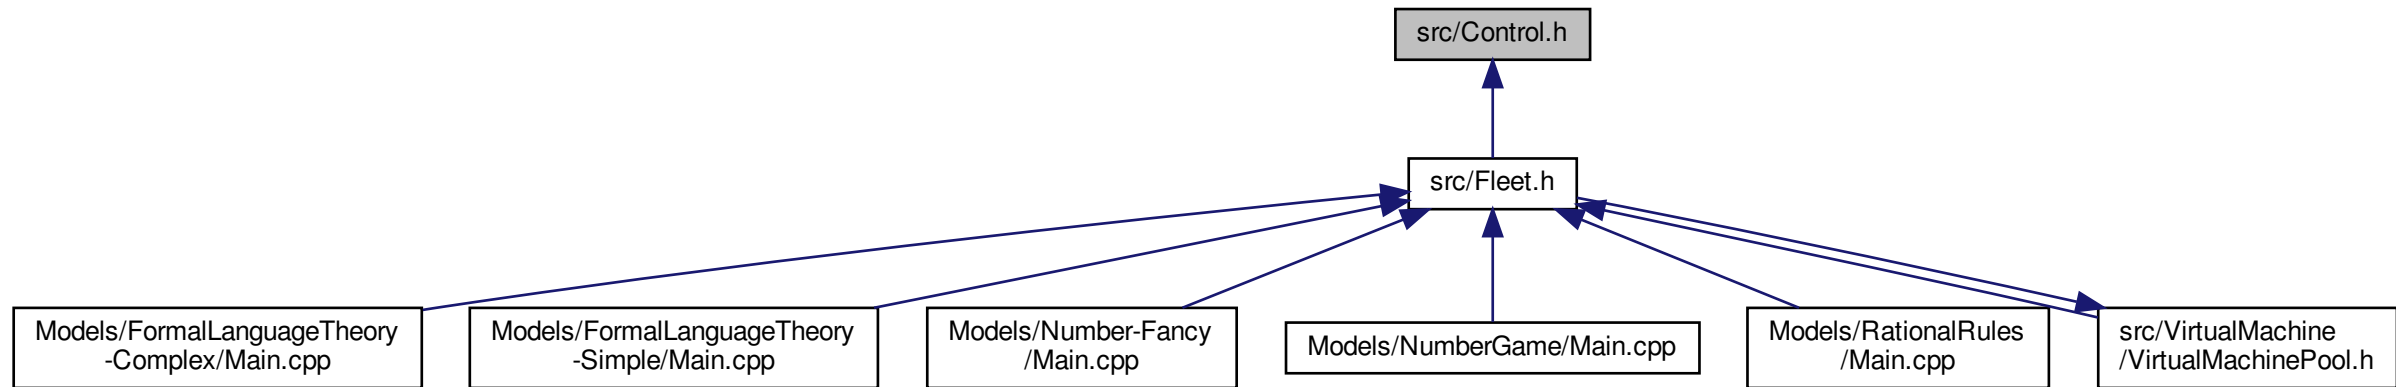 src/Control.h
src/Fleet.h
Models/FormalLanguageTheory
-Complex/Main.cpp
Models/FormalLanguageTheory
-Simple/Main.cpp
Models/Number-Fancy
/Main.cpp
Models/NumberGame/Main.cpp
Models/RationalRules
/Main.cpp
src/VirtualMachine
/VirtualMachinePool.h